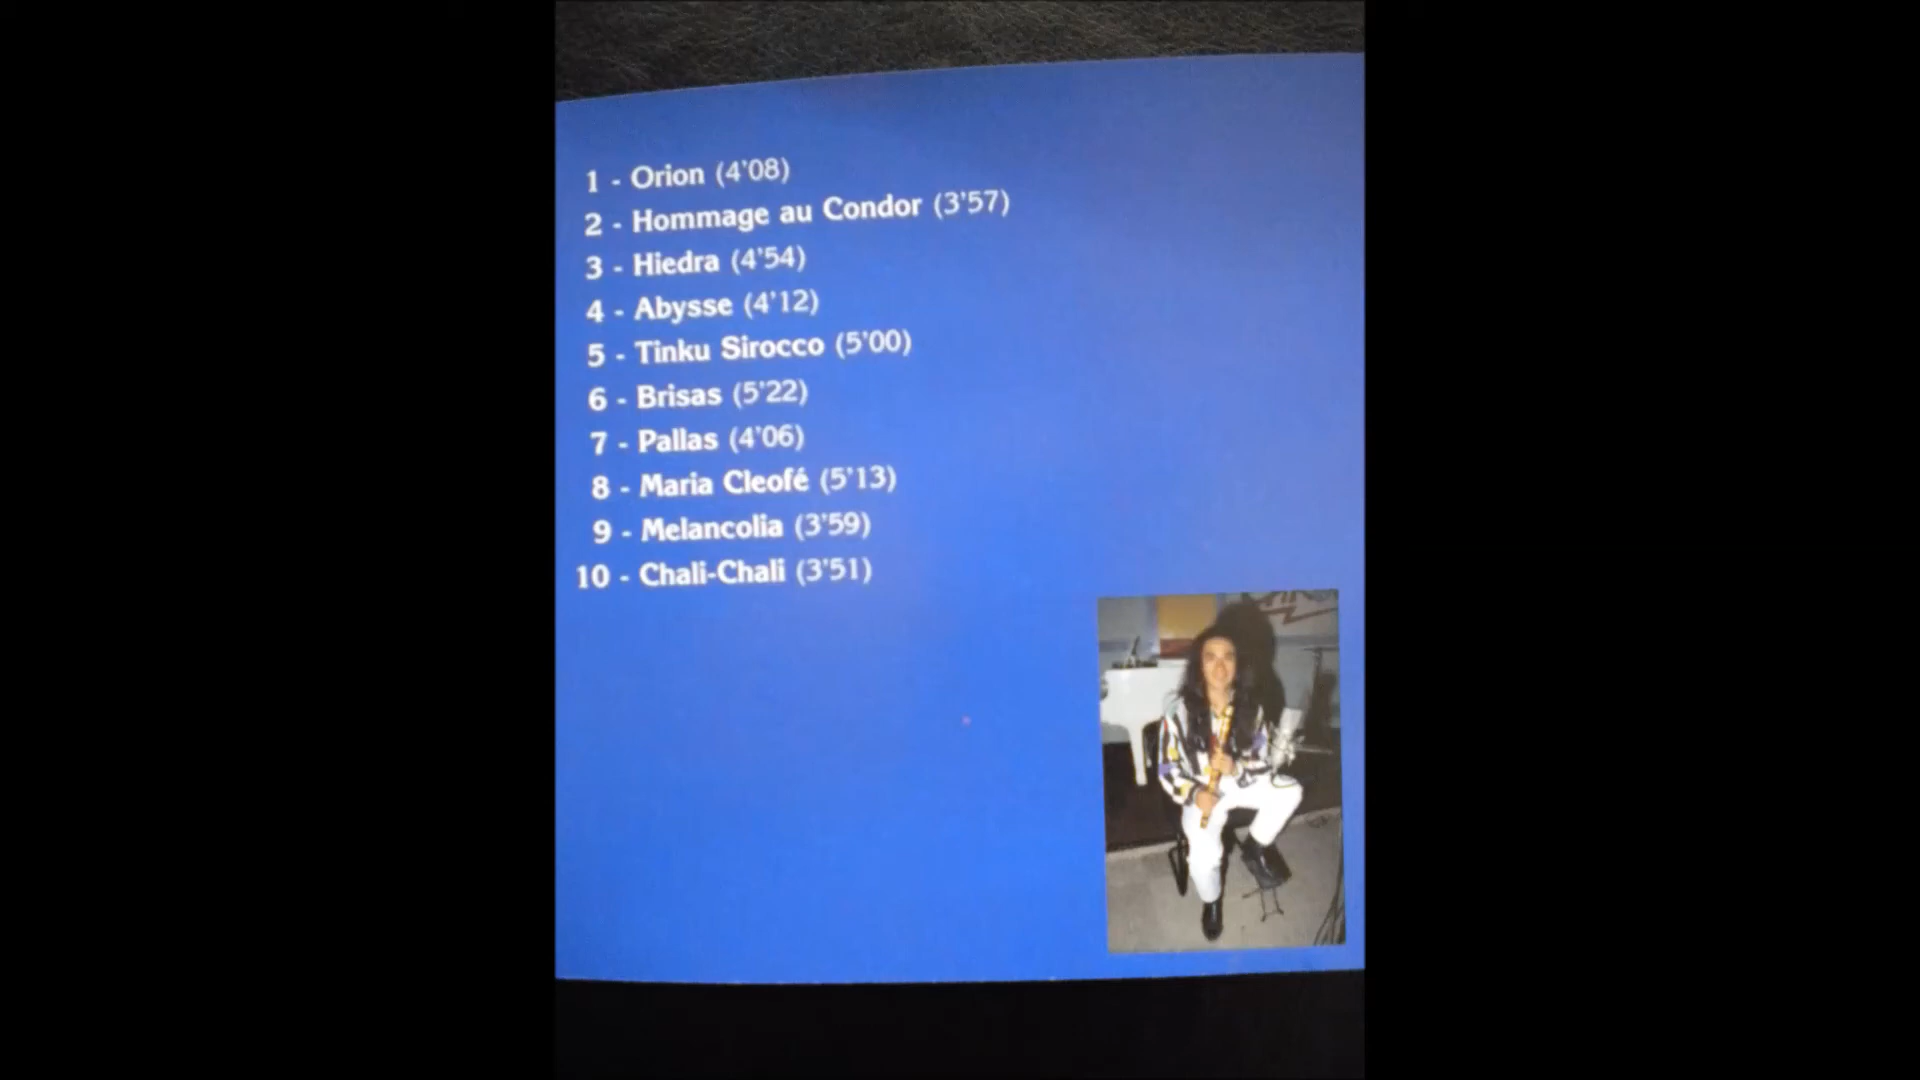 1 - Orion (4'08)
2 - Hommage au Condor (3'57)
3 - Hiedra (4'54)
4 - Abysse (4'12)
5 - Tinku Sirocco (5'00)
6 - Brisas (5'22)
7 - Pallas (4'06)
8 - Maria Cleofé (5'13)
9 - Melancolia (3'59)
10 - Chali-Chali (3'51)